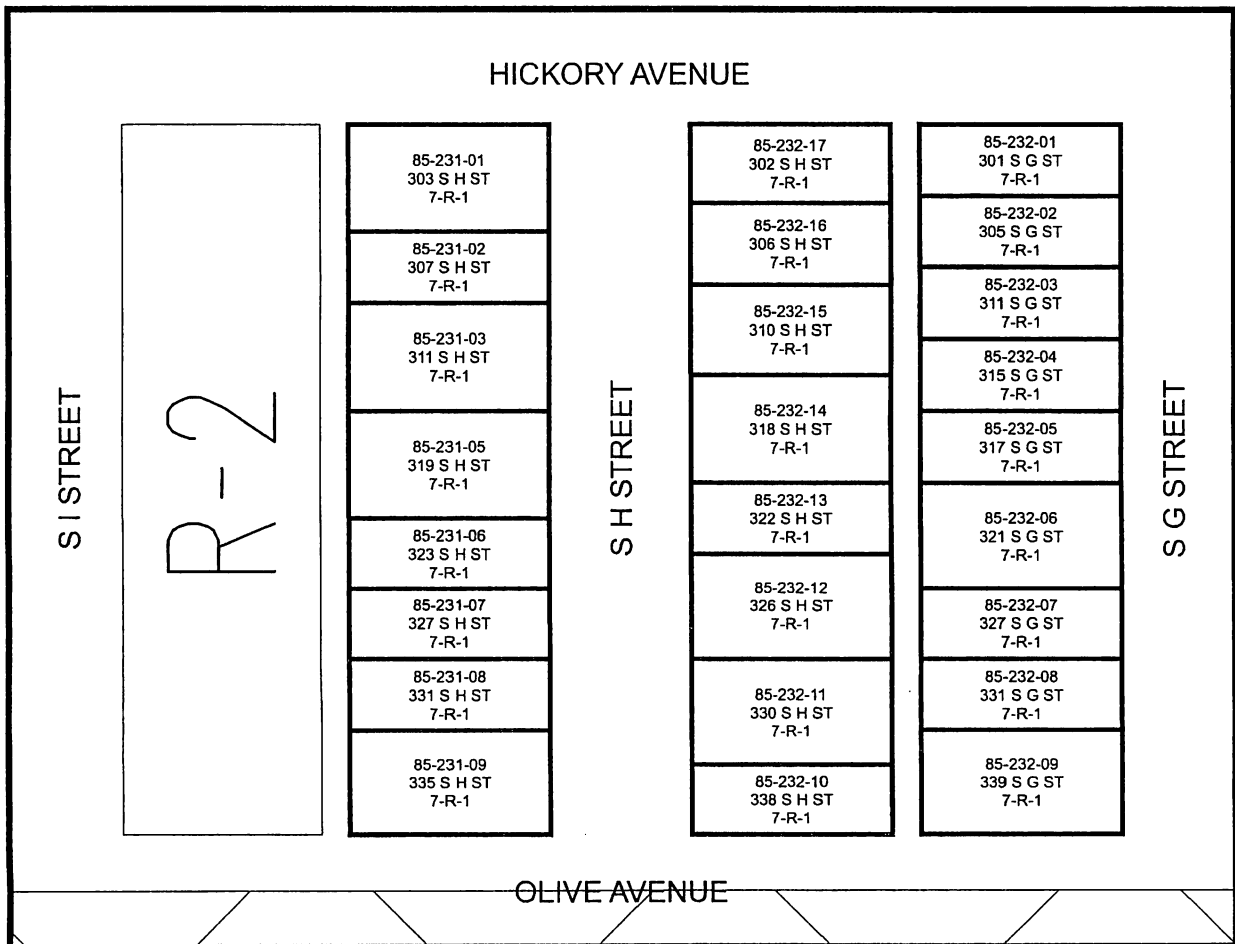 HICKORY AVENUE
S I STREET
R-2
85-231-01
303 S H ST
7-R-1
85-231-02
307 S H ST
7-R-1
85-231-03
311 S H ST
7-R-1
85-231-05
319 S H ST
7-R-1
85-231-06
323 S H ST
7-R-1
85-231-07
327 S H ST
7-R-1
85-231-08
331 S H ST
7-R-1
85-231-09
335 S H ST
7-R-1
S H STREET
85-232-17
302 S H ST
7-R-1
85-232-16
306 S H ST
7-R-1
85-232-15
310 S H ST
7-R-1
85-232-14
318 S H ST
7-R-1
85-232-13
322 S H ST
7-R-1
85-232-12
326 S H ST
7-R-1
85-232-11
330 S H ST
7-R-1
85-232-10
338 S H ST
7-R-1
85-232-01
301 S G ST
7-R-1
85-232-02
305 S G ST
7-R-1
85-232-03
311 S G ST
7-R-1
85-232-04
315 S G ST
7-R-1
85-232-05
317 S G ST
7-R-1
85-232-06
321 S G ST
7-R-1
85-232-07
327 S G ST
7-R-1
85-232-08
331 S G ST
7-R-1
85-232-09
339 S G ST
7-R-1
S G STREET
OLIVE AVENUE